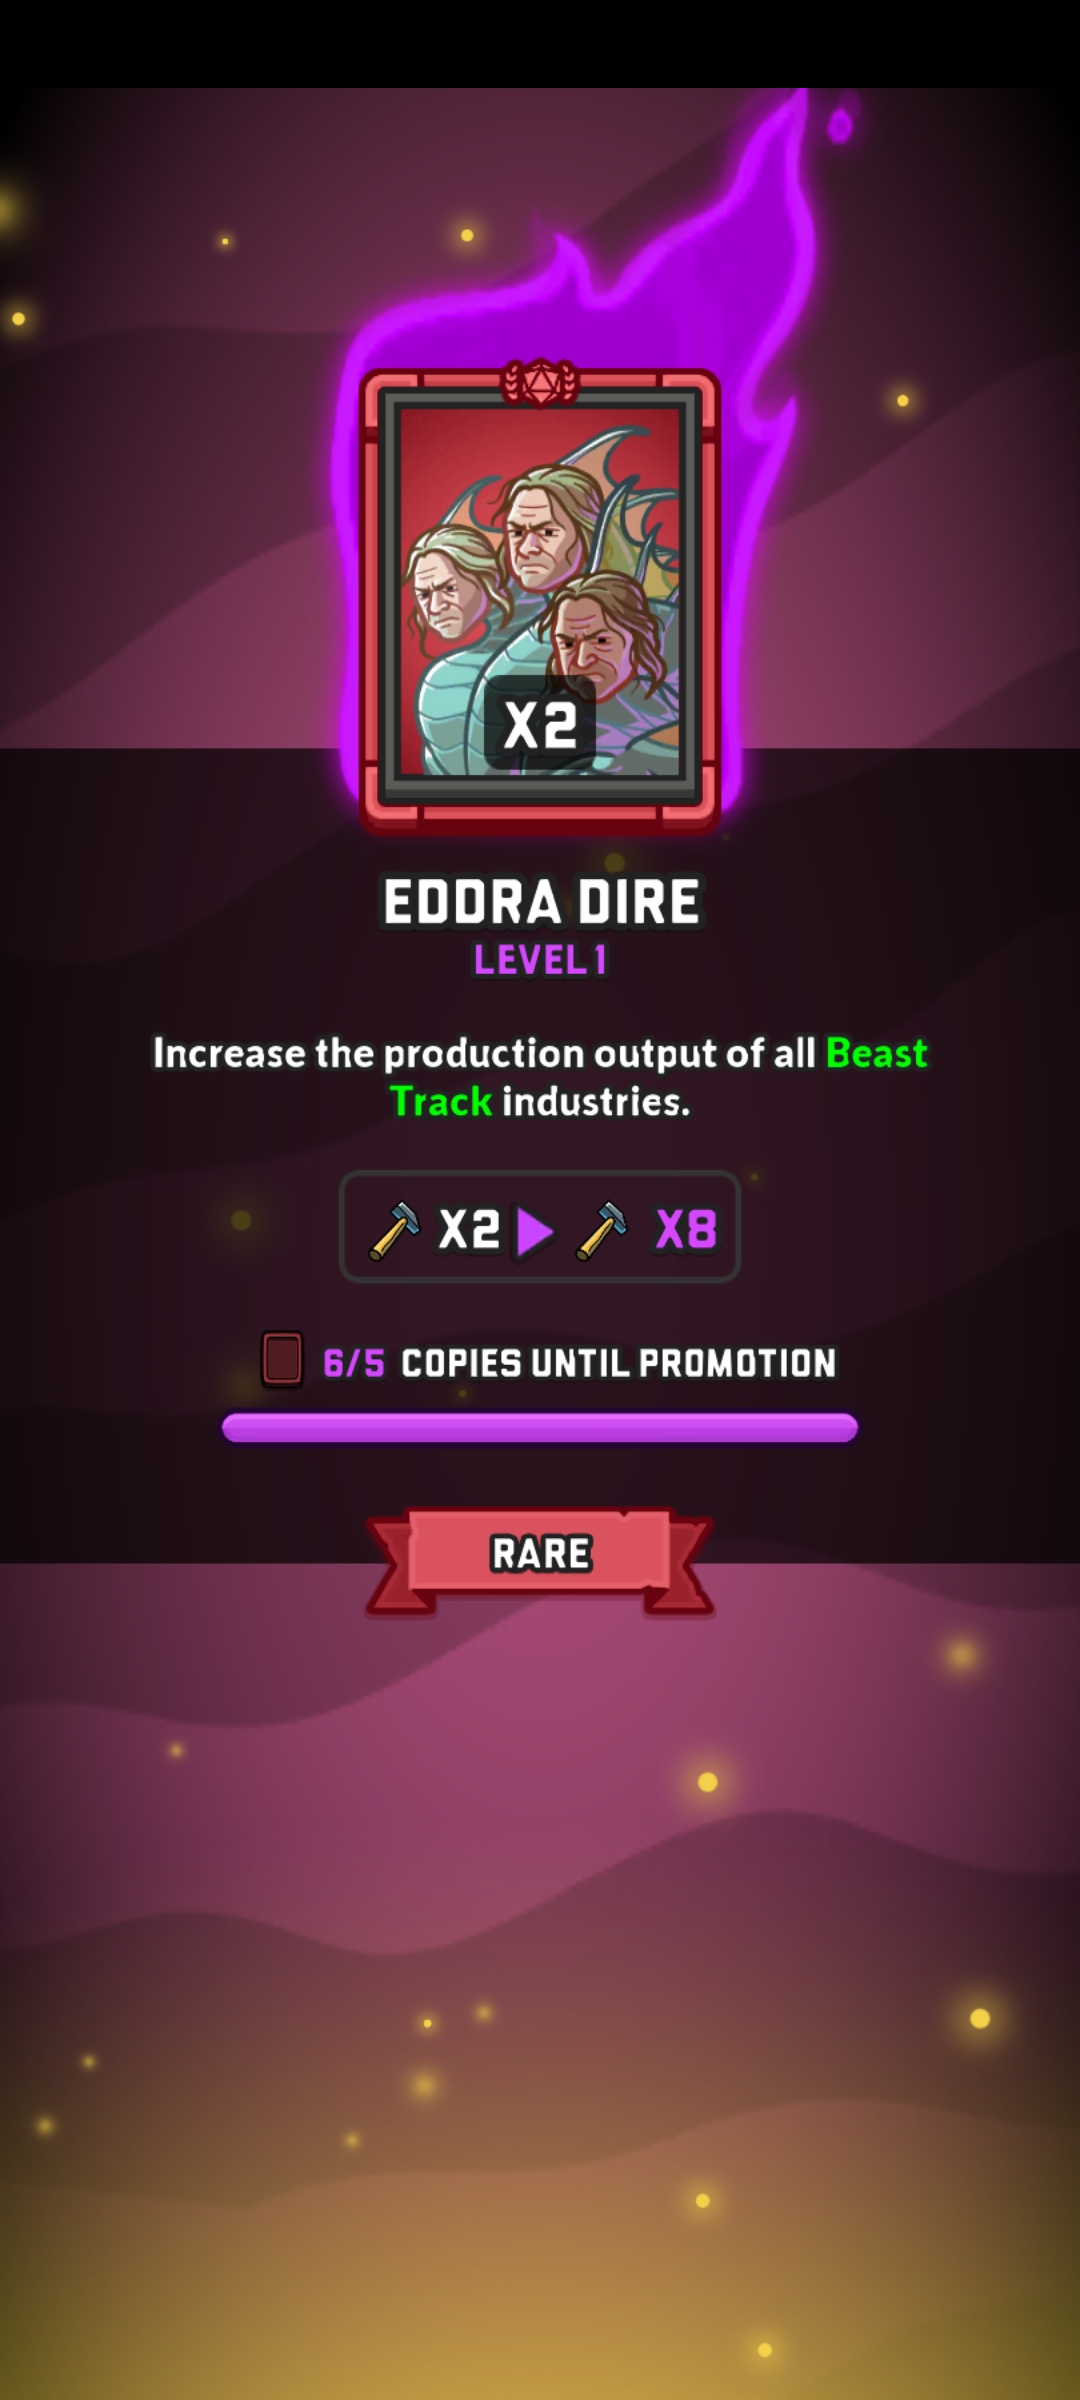 X2
EDDRA DIRE
LEVEL 1
Increase the production output of all Beast
Track industries.
X2 X8
6/5 COPIES UNTIL PROMOTION
RARE